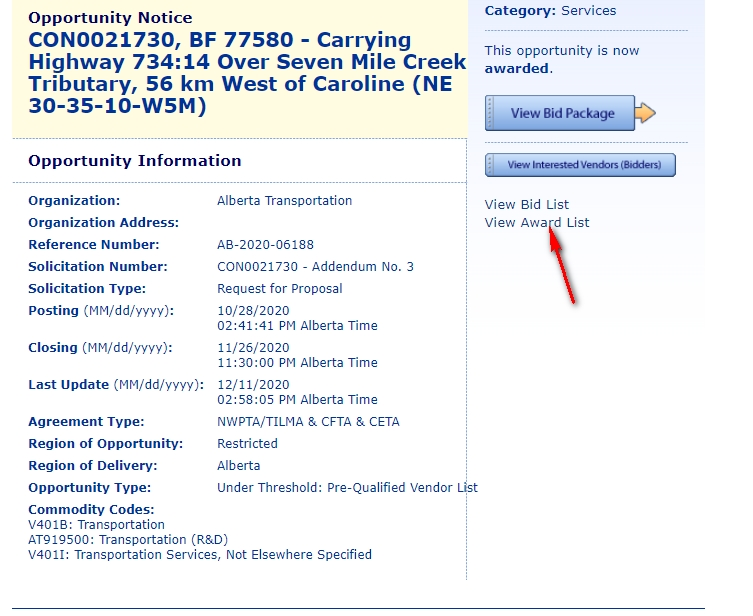 Opportunity Notice
CON0021730, BF 77580 - Carrying
Highway 734:14 Over Seven Mile Creek
Tributary, 56 km West of Caroline (NE
30-35-10-W5M)
Opportunity Information
Organization: Alberta Transportation
Organization Address:
Reference Number: AB-2020-06188
Solicitation Number: CON0021730 - Addendum No. 3
Solicitation Type: Request for Proposal
Posting (MM/dd/yyyy): 10/28/2020
02:41:41 PM Alberta Time
Closing (MM/dd/yyyy): 11/26/2020
11:30:00 PM Alberta Time
Last Update (MM/dd/yyyy): 12/11/2020
02:58:05 PM Alberta Time
Agreement Type: NWPTA/TILMA & CFTA & CETA
Region of Opportunity: Restricted
Region of Delivery: Alberta
Opportunity Type: Under Threshold: Pre-Qualified Vendor List
Commodity Codes:
V401B: Transportation
AT919500: Transportation (R&D)
V401I: Transportation Services, Not Elsewhere Specified
Category: Services
This opportunity is now
awarded.
View Bid Package
View Interested Vendors (Bidders)
View Bid List
View Award List